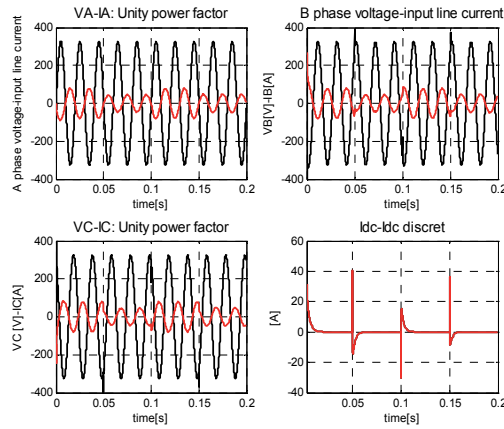 VA-IA: Unity power factor
A phase voltage-input line current
400
200
0
-200
-400
0 0.05 0.1 0.15 0.2
time[s]
B phase voltage-input line current
VB[V]-IB[A]
400
200
0
-200
-400
0 0.05 0.1 0.15 0.2
time[s]
VC-IC: Unity power factor
VC [V]-IC[A]
400
200
0
-200
-400
0 0.05 0.1 0.15 0.2
time[s]
Idc-Idc discret
[A]
60
40
20
0
-20
-40
0.05 0.1 0.15 0.2
time[s]